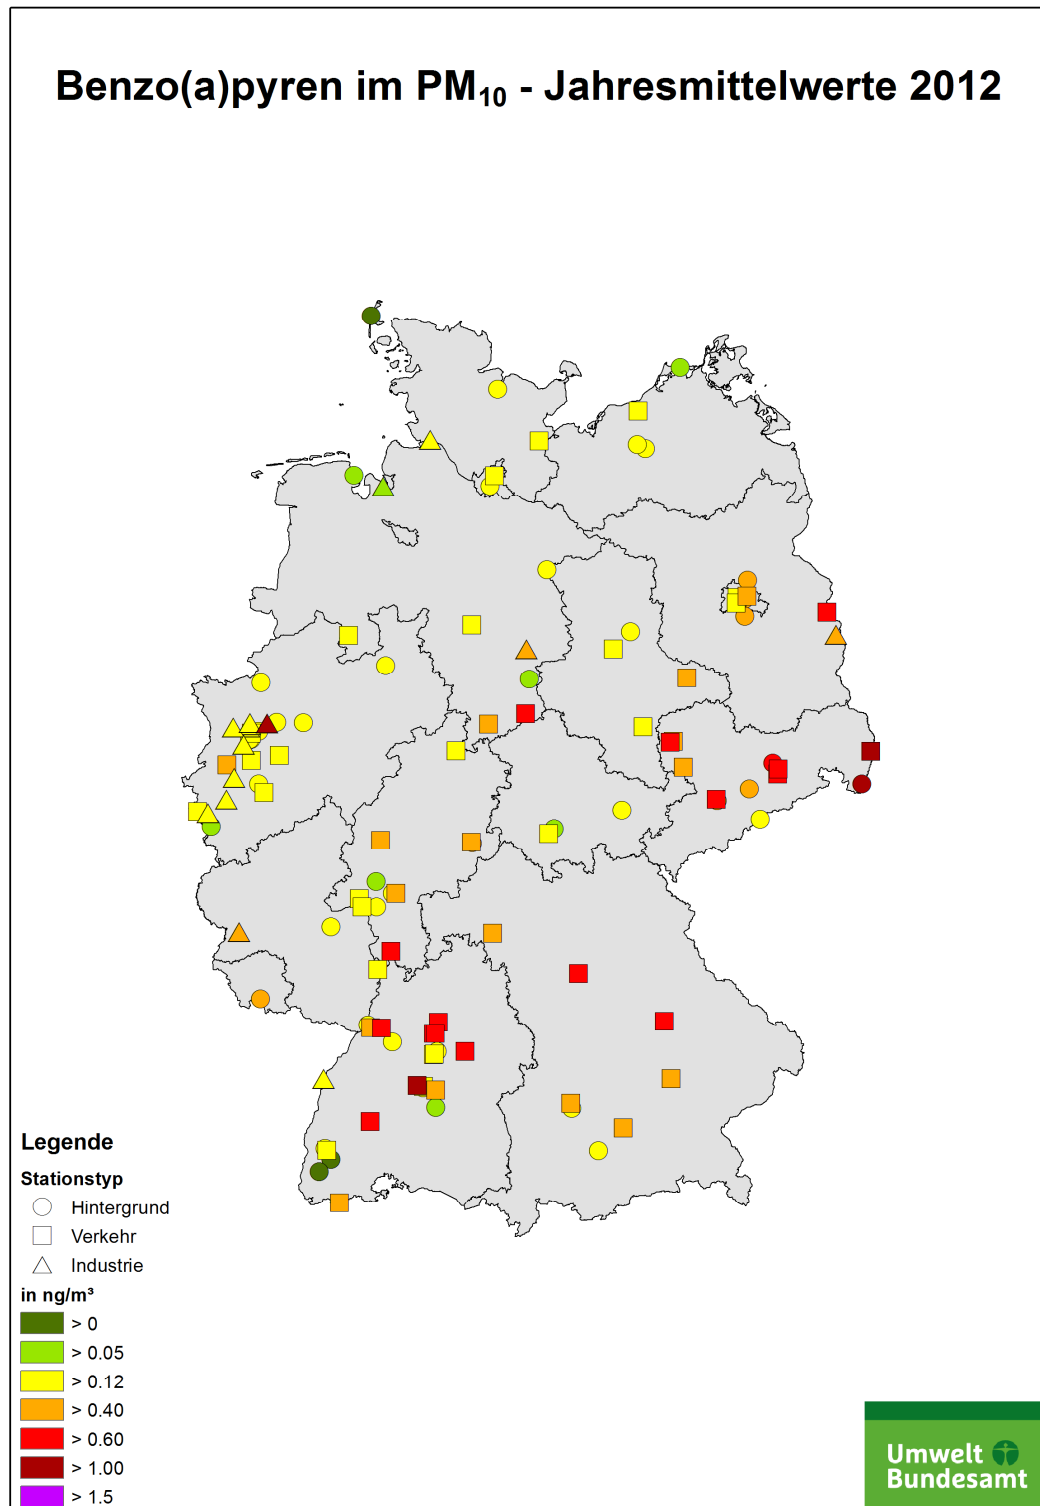 Benzo(a)pyren im PM₁₀ - Jahresmittelwerte 2012
Legende
Stationstyp
Hintergrund
Verkehr
Industrie
in ng/m³
> 0
> 0.05
> 0.12
> 0.40
> 0.60
> 1.00
> 1.5
Umwelt
Bundesamt